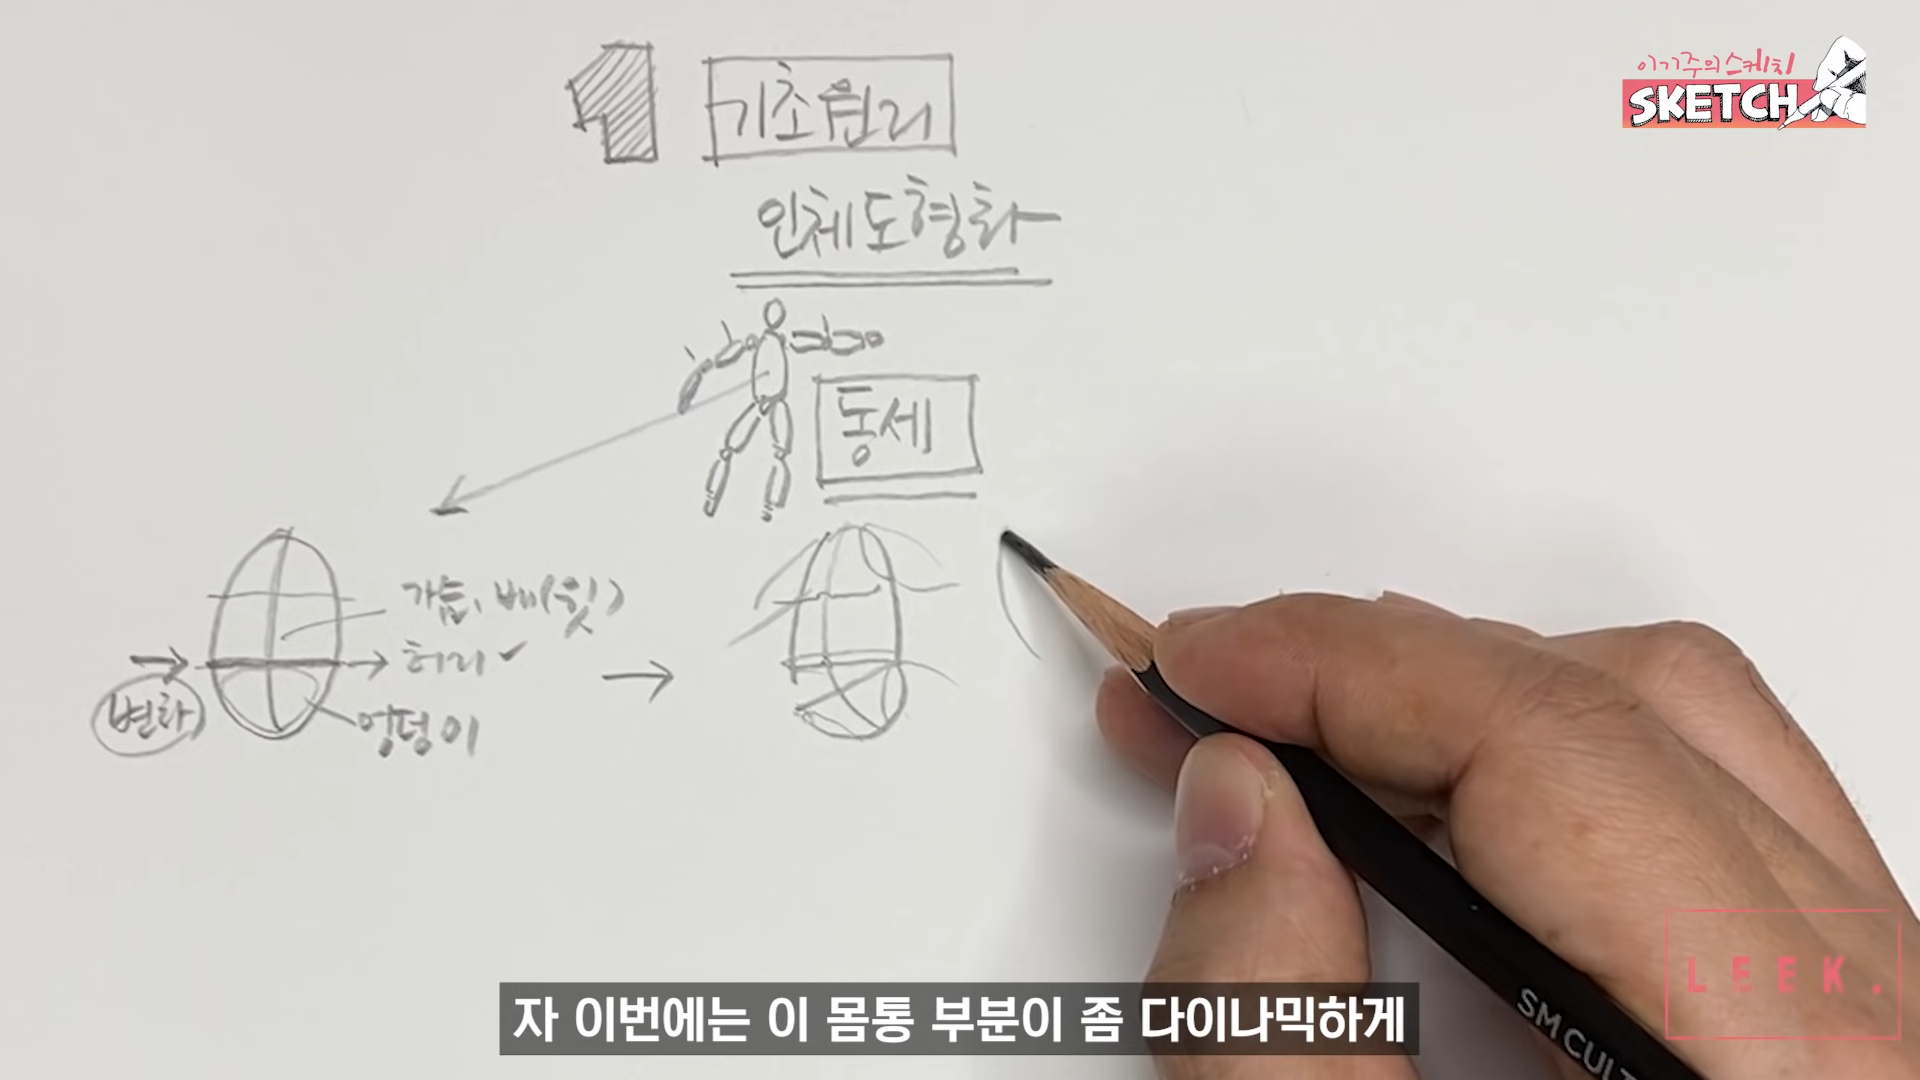 이기주의스케치
SKETCH
1 기초원리
인체도형화
동세
가슴, 배(윗)
허리 ✓
변화
엉덩이
SM CULT
LEEK.
자 이번에는 이 몸통 부분이 좀 다이나믹하게